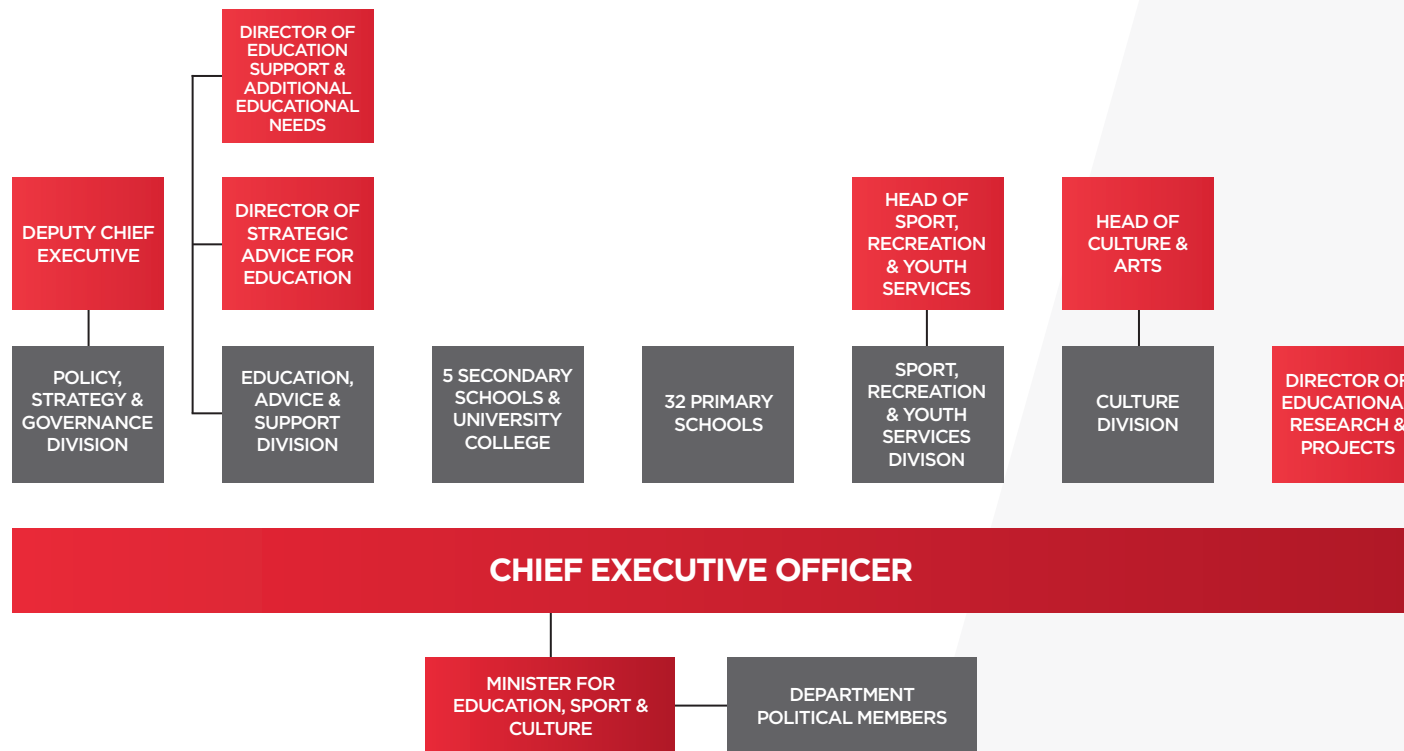 DIRECTOR OF
EDUCATION
SUPPORT &
ADDITIONAL
EDUCATIONAL
NEEDS
DEPUTY CHIEF
EXECUTIVE
DIRECTOR OF
STRATEGIC
ADVICE FOR
EDUCATION
HEAD OF
SPORT,
RECREATION
& YOUTH
SERVICES
HEAD OF
CULTURE &
ARTS
POLICY,
STRATEGY &
GOVERNANCE
DIVISION
EDUCATION,
ADVICE &
SUPPORT
DIVISION
5 SECONDARY
SCHOOLS &
UNIVERSITY
COLLEGE
32 PRIMARY
SCHOOLS
SPORT,
RECREATION
& YOUTH
SERVICES
DIVISON
CULTURE
DIVISION
DIRECTOR OF
EDUCATIONAL
RESEARCH &
PROJECTS
CHIEF EXECUTIVE OFFICER
MINISTER FOR
EDUCATION, SPORT &
CULTURE
DEPARTMENT
POLITICAL MEMBERS